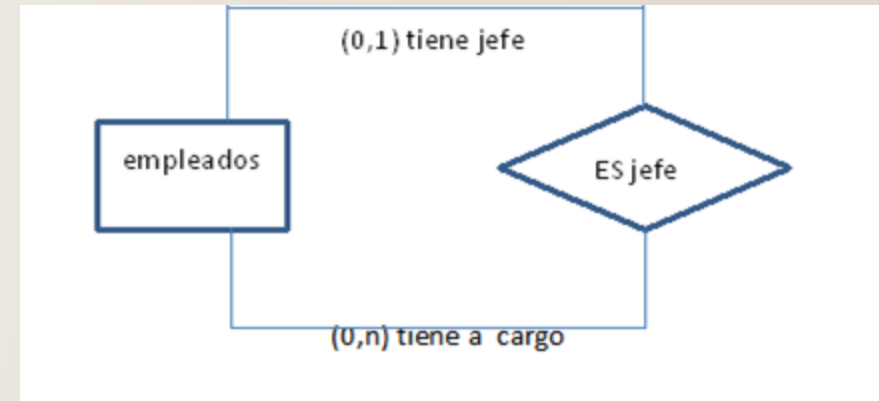 (0,1) tiene jefe
empleados
ES jefe
(0,n) tiene a cargo